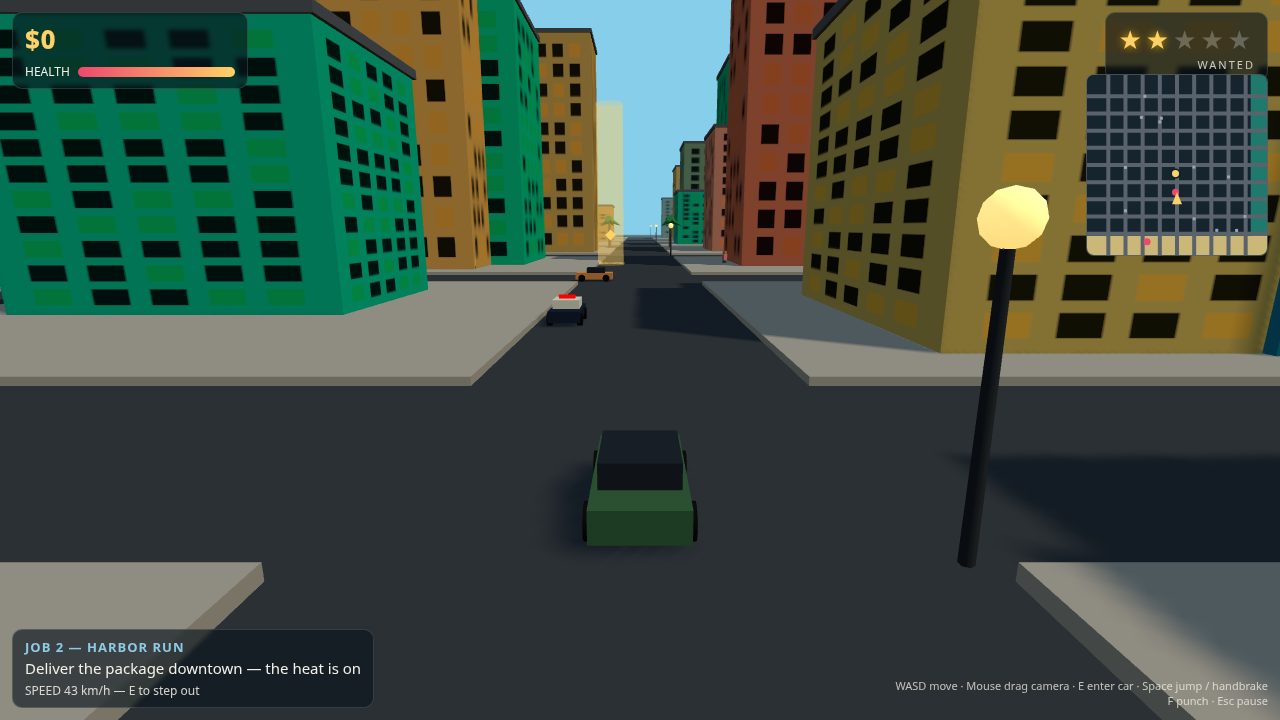 $0
HEALTH
★★★★★
WANTED
JOB 2 — HARBOR RUN
Deliver the package downtown — the heat is on
SPEED 43 km/h — E to step out
WASD move · Mouse drag camera · E enter car · Space jump / handbrake
F punch · Esc pause